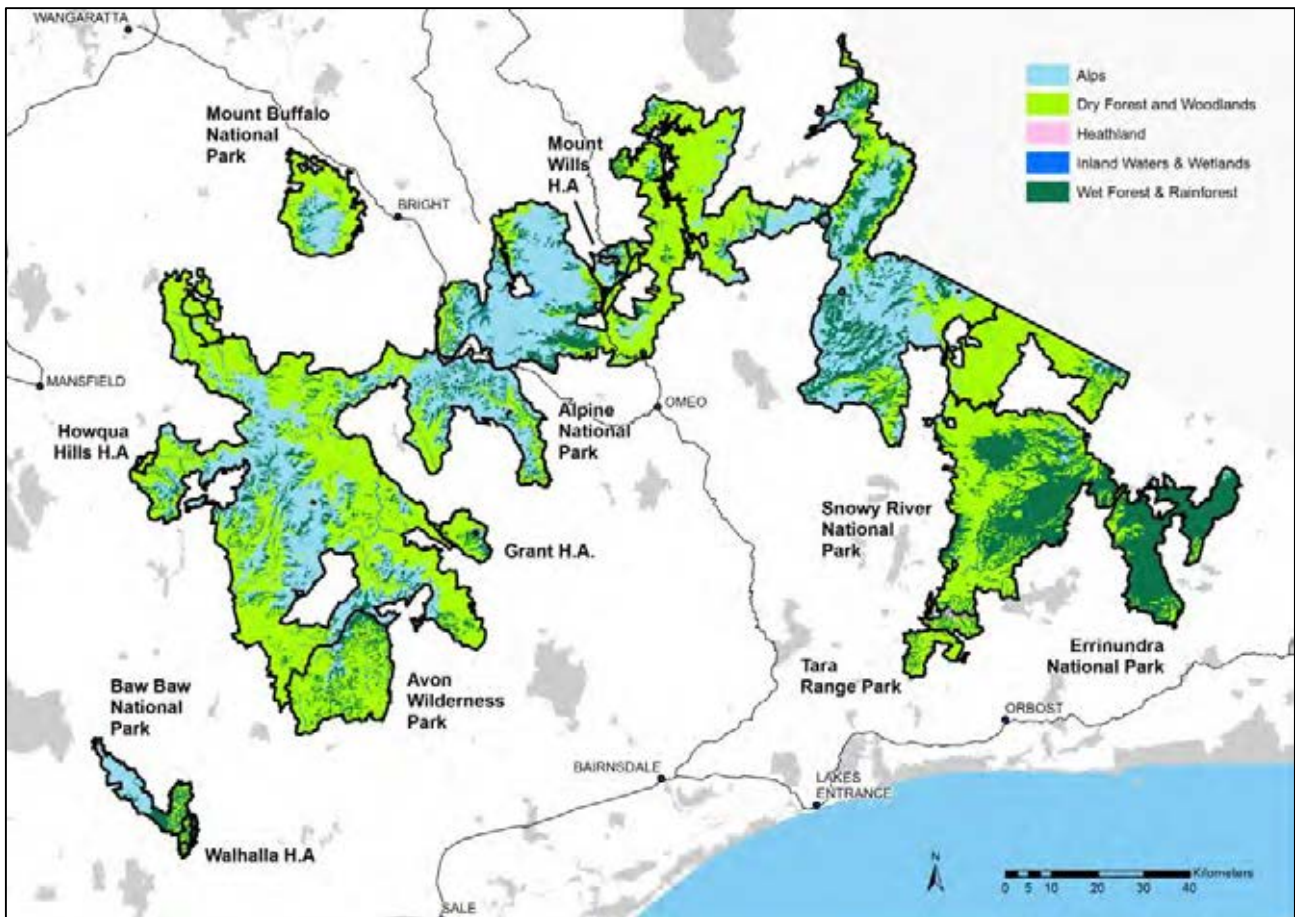 WANGARATTA
Mount Buffalo
National
Park
BRIGHT
Mount
Wills
H.A
Alps
Dry Forest and Woodlands
Heathland
Inland Waters & Wetlands
Wet Forest & Rainforest
MANSFIELD
Howqua
Hills H.A
Alpine
National
Park
OMEO
Grant H.A.
Snowy River
National
Park
Errinundra
National Park
Tara
Range Park
Avon
Wilderness
Park
Baw Baw
National
Park
Walhalla H.A
ORBOST
BAIRNSDALE
LAKES
ENTRANCE
SALE
N
Kilometers
0 5 10 20 30 40